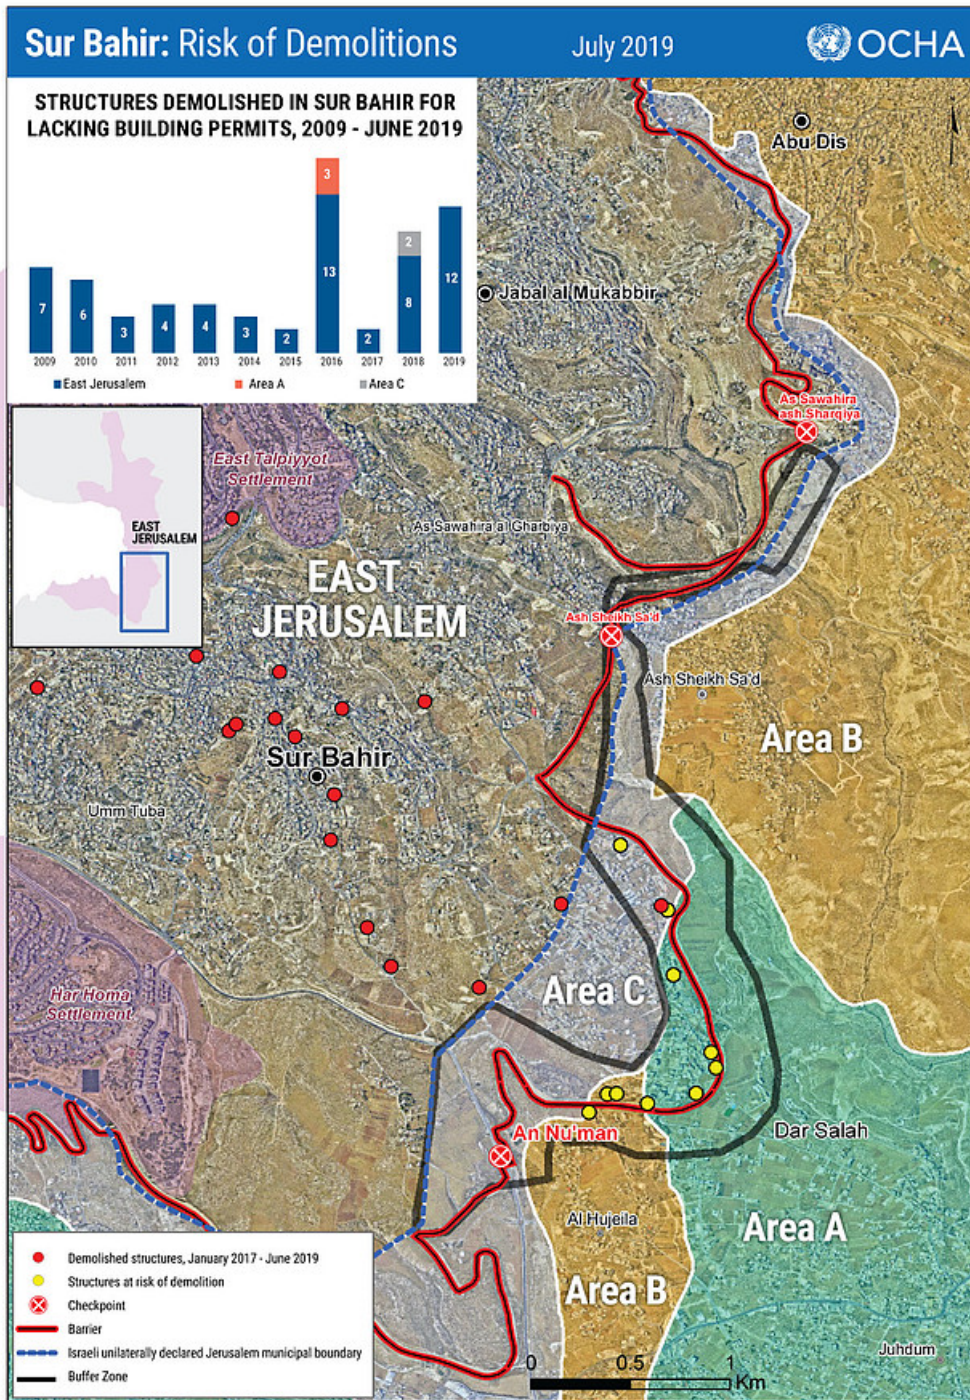 Sur Bahir: Risk of Demolitions
July 2019
OCHA
STRUCTURES DEMOLISHED IN SUR BAHIR FOR
LACKING BUILDING PERMITS, 2009 - JUNE 2019
7
6
3
4
4
3
2
3
13
2
2
8
12
2009
2010
2011
2012
2013
2014
2015
2016
2017
2018
2019
East Jerusalem
Area A
Area C
Abu Dis
Jabal al Mukabbir
As Sawahira
ash Sharqiya
EAST
JERUSALEM
East Talpiyyot
Settlement
As Sawahira al Gharbiya
EAST
JERUSALEM
Ash Sheikh Sa'd
Ash Sheikh Sa'd
Area B
Sur Bahir
Umm Tuba
Har Homa
Settlement
Area C
An Nu'man
Dar Salah
Al Hujeila
Area A
Area B
Juhdum
Demolished structures, January 2017 - June 2019
Structures at risk of demolition
Checkpoint
Barrier
Israeli unilaterally declared Jerusalem municipal boundary
Buffer Zone
0
0.5
1
Km